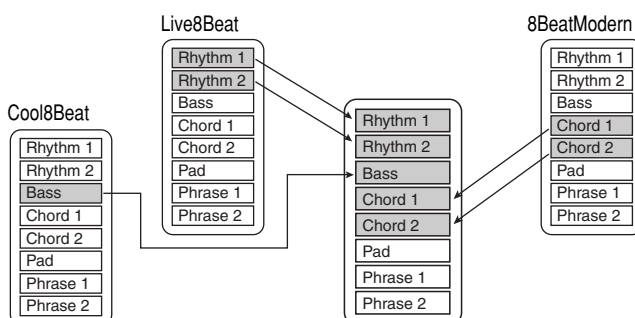 Live8Beat
Rhythm 1
Rhythm 2
Bass
Chord 1
Chord 2
Pad
Phrase 1
Phrase 2
8BeatModern
Rhythm 1
Rhythm 2
Bass
Chord 1
Chord 2
Pad
Phrase 1
Phrase 2
Cool8Beat
Rhythm 1
Rhythm 2
Bass
Chord 1
Chord 2
Pad
Phrase 1
Phrase 2
Rhythm 1
Rhythm 2
Bass
Chord 1
Chord 2
Pad
Phrase 1
Phrase 2